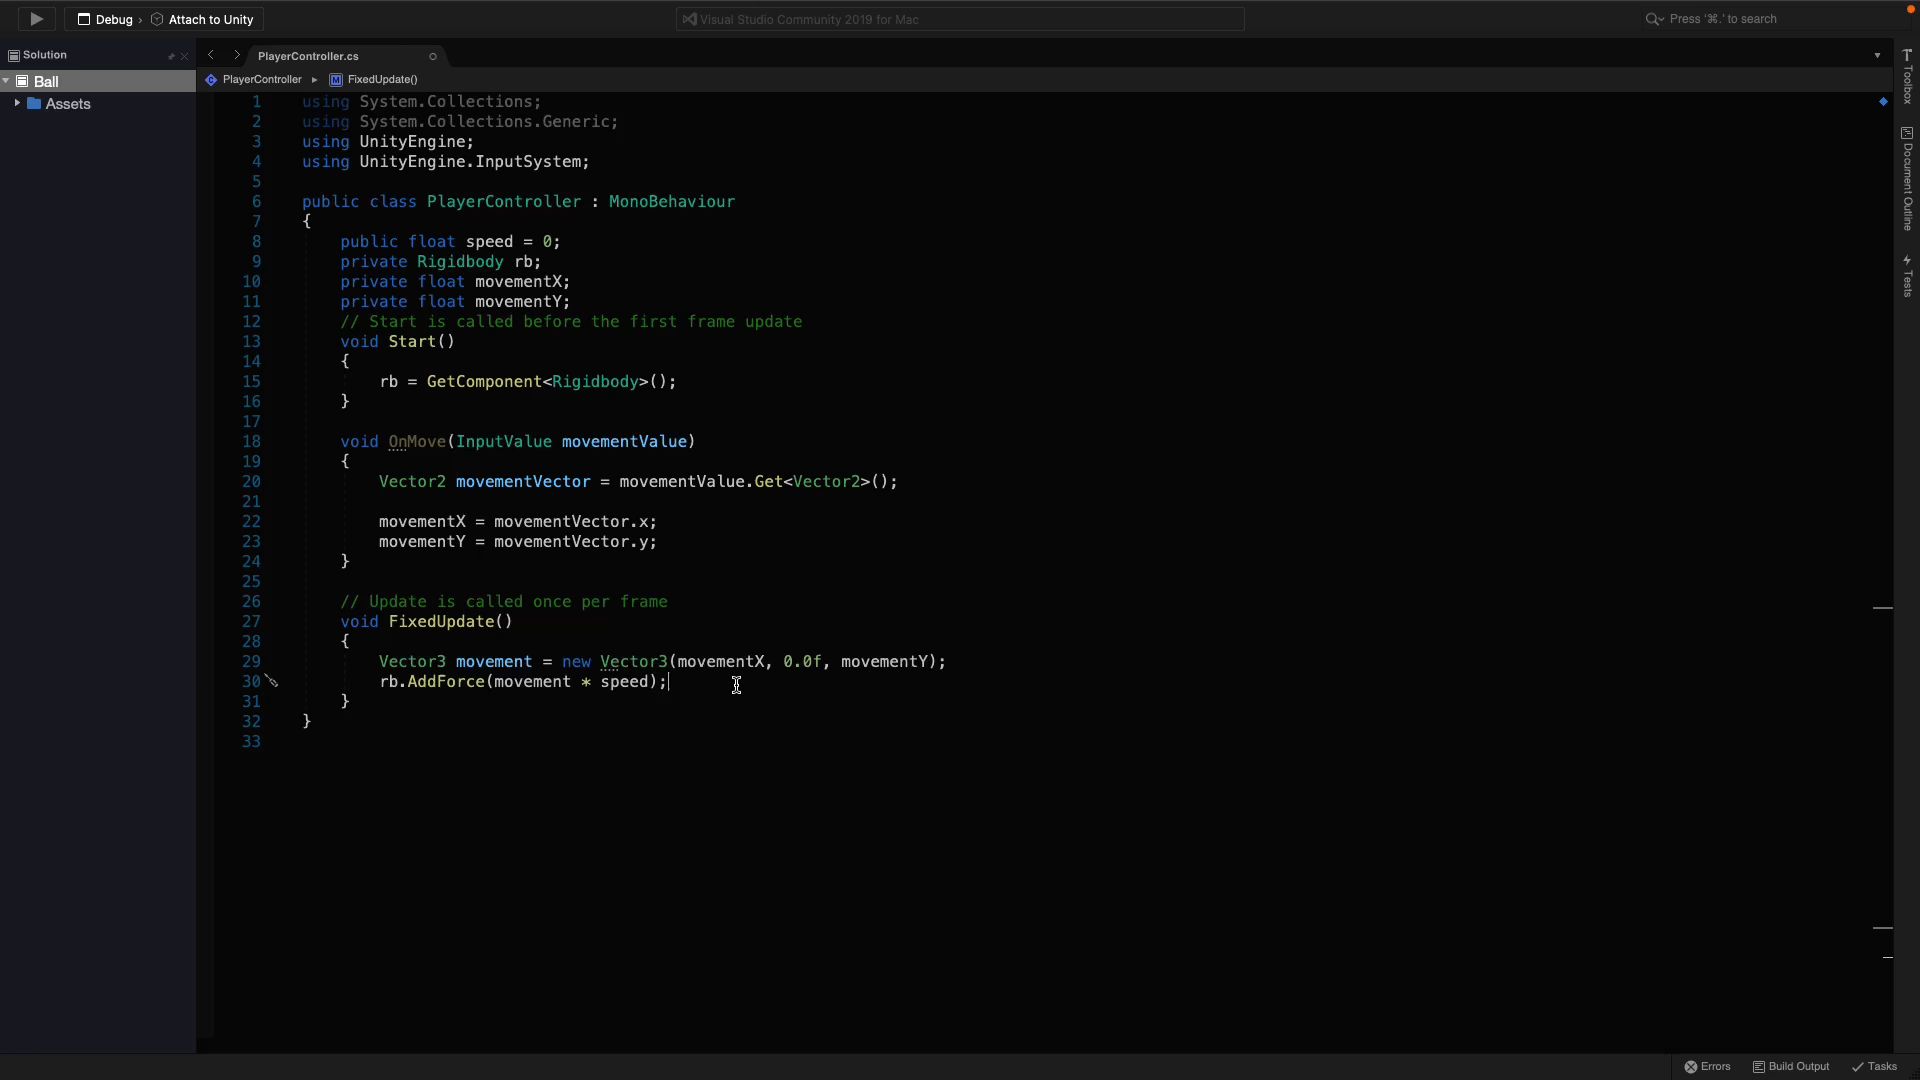 Debug › Attach to Unity
Visual Studio Community 2019 for Mac
Press '⌘.' to search
Solution
PlayerController.cs
PlayerController ▸ FixedUpdate()
Ball
Assets
1 using System.Collections;
2 using System.Collections.Generic;
3 using UnityEngine;
4 using UnityEngine.InputSystem;
5
6 public class PlayerController : MonoBehaviour
7 {
8 public float speed = 0;
9 private Rigidbody rb;
10 private float movementX;
11 private float movementY;
12 // Start is called before the first frame update
13 void Start()
14 {
15 rb = GetComponent<Rigidbody>();
16 }
17
18 void OnMove(InputValue movementValue)
19 {
20 Vector2 movementVector = movementValue.Get<Vector2>();
21
22 movementX = movementVector.x;
23 movementY = movementVector.y;
24 }
25
26 // Update is called once per frame
27 void FixedUpdate()
28 {
29 Vector3 movement = new Vector3(movementX, 0.0f, movementY);
30 rb.AddForce(movement * speed);
31 }
32 }
33
Toolbox
Document Outline
Tests
Errors
Build Output
Tasks